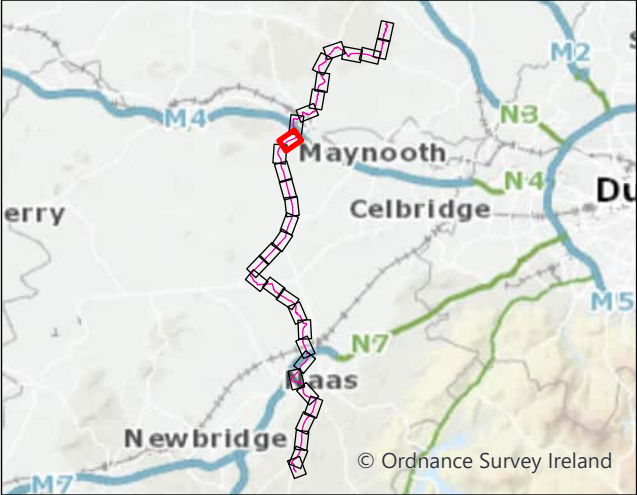 M2
N3
M4
Maynooth
N4
Du
erry
Celbridge
M5
N7
Naas
Newbridge
© Ordnance Survey Ireland
M7